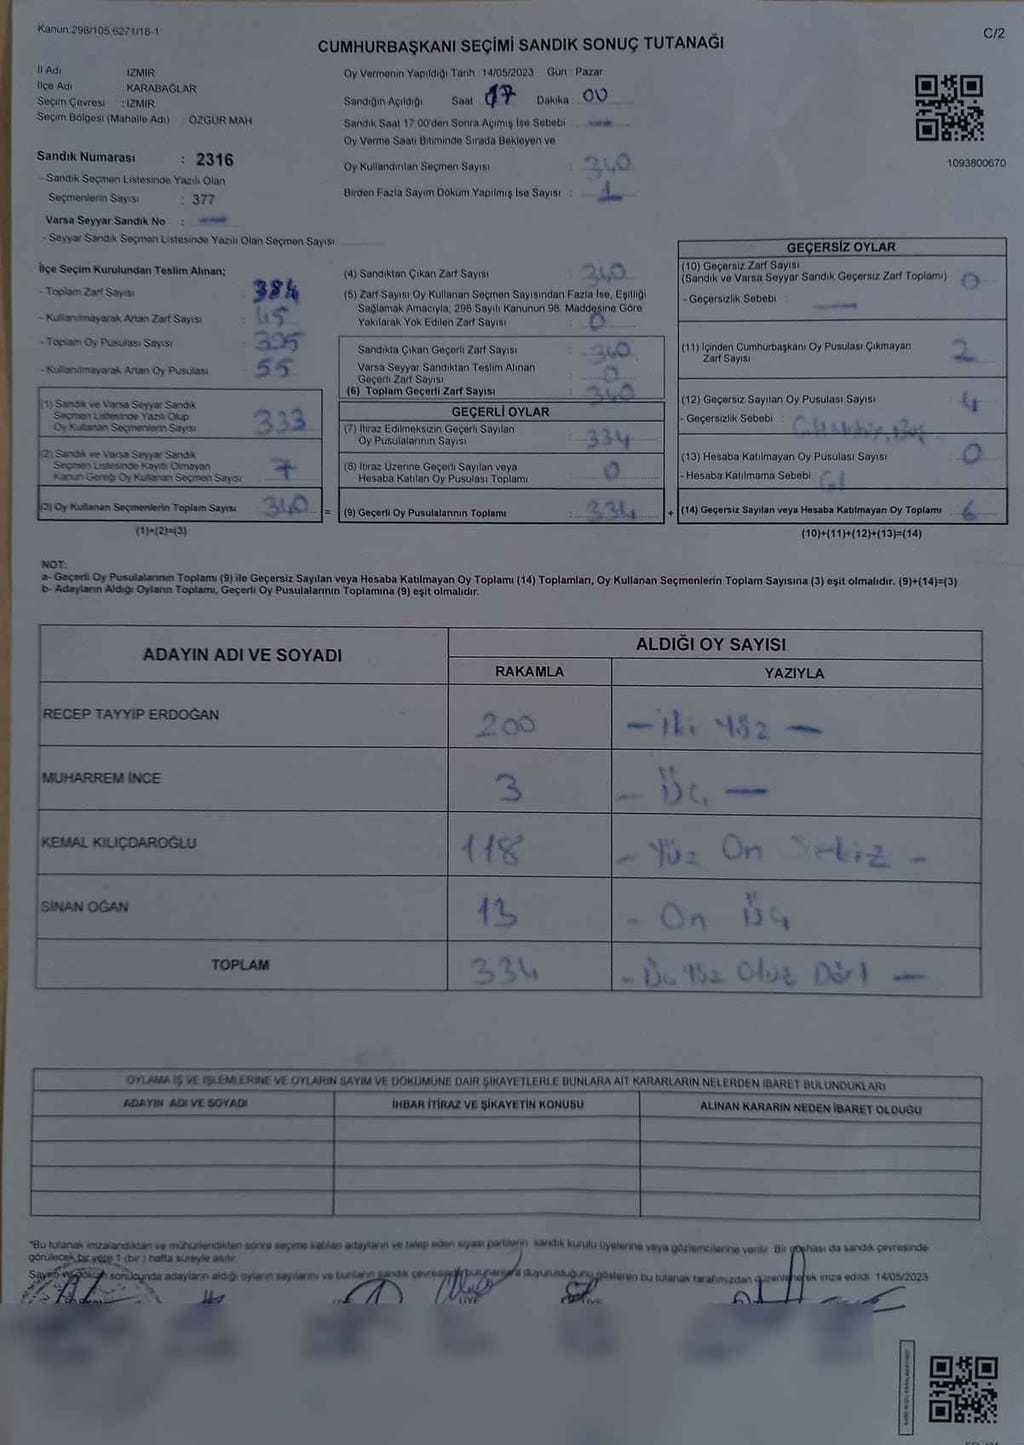 Kanun.298/105,6271/18-1
C/2
CUMHURBAŞKANI SEÇİMİ SANDIK SONUÇ TUTANAĞI
İl Adı : İZMİR
İlçe Adı : KARABAĞLAR
Seçim Çevresi : İZMİR
Seçim Bölgesi (Mahalle Adı) : ÖZGÜR MAH
Sandık Numarası : 2316
- Sandık Seçmen Listesinde Yazılı Olan
Seçmenlerin Sayısı : 377
Varsa Seyyar Sandık No :
- Seyyar Sandık Seçmen Listesinde Yazılı Olan Seçmen Sayısı
Oy Vermenin Yapıldığı Tarih : 14/05/2023 Gün : Pazar
Sandığın Açıldığı Saat 17 Dakika : 00
Sandık Saat 17:00'den Sonra Açımış İse Sebebi
Oy Verme Saati Bitiminde Sırada Bekleyen ve
Oy Kullandırılan Seçmen Sayısı : 340
Birden Fazla Sayım Döküm Yapılmış İse Sayısı : 1
1093800670
İlçe Seçim Kurulundan Teslim Alınan;
- Toplam Zarf Sayısı : 384
- Kullanılmayarak Artan Zarf Sayısı : 45
- Toplam Oy Pusulası Sayısı : 395
- Kullanılmayarak Artan Oy Pusulası : 55
(1) Sandık ve Varsa Seyyar Sandık
Seçmen Listesinde Yazılı Olup
Oy Kullanan Seçmenlerin Sayısı : 333
(2) Sandık ve Varsa Seyyar Sandık
Seçmen Listesinde Kayıtlı Olmayan
Kanun Gereği Oy Kullanan Seçmen Sayısı : 7
(3) Oy Kullanan Seçmenlerin Toplam Sayısı : 340
(1)+(2)=(3)
(4) Sandıktan Çıkan Zarf Sayısı : 340
(5) Zarf Sayısı Oy Kullanan Seçmen Sayısından Fazla İse, Eşitliği
Sağlamak Amacıyla, 298 Sayılı Kanunun 98. Maddesine Göre
Yakılarak Yok Edilen Zarf Sayısı : 0
Sandıkta Çıkan Geçerli Zarf Sayısı : 340
Varsa Seyyar Sandıktan Teslim Alınan
Geçerli Zarf Sayısı : 0
(6) Toplam Geçerli Zarf Sayısı : 340
GEÇERLİ OYLAR
(7) İtiraz Edilmeksizin Geçerli Sayılan
Oy Pusulalarının Sayısı : 334
(8) İtiraz Üzerine Geçerli Sayılan veya
Hesaba Katılan Oy Pusulası Toplamı : 0
= (9) Geçerli Oy Pusulalarının Toplamı : 334
GEÇERSİZ OYLAR
(10) Geçersiz Zarf Sayısı
(Sandık ve Varsa Seyyar Sandık Geçersiz Zarf Toplamı) : 0
- Geçersizlik Sebebi :
(11) İçinden Cumhurbaşkanı Oy Pusulası Çıkmayan
Zarf Sayısı : 2
(12) Geçersiz Sayılan Oy Pusulası Sayısı : 4
- Geçersizlik Sebebi :
(13) Hesaba Katılmayan Oy Pusulası Sayısı : 0
- Hesaba Katılmama Sebebi :
+ (14) Geçersiz Sayılan veya Hesaba Katılmayan Oy Toplamı : 6
(10)+(11)+(12)+(13)=(14)
NOT:
a- Geçerli Oy Pusulalarının Toplamı (9) ile Geçersiz Sayılan veya Hesaba Katılmayan Oy Toplamı (14) Toplamları, Oy Kullanan Seçmenlerin Toplam Sayısına (3) eşit olmalıdır. (9)+(14)=(3)
b- Adayların Aldığı Oyların Toplamı, Geçerli Oy Pusulalarının Toplamına (9) eşit olmalıdır.
ADAYIN ADI VE SOYADI
ALDIĞI OY SAYISI
RAKAMLA YAZIYLA
RECEP TAYYİP ERDOĞAN 200 - İki Yüz -
MUHARREM İNCE 3 - Üç -
KEMAL KILIÇDAROĞLU 118 - Yüz On Sekiz -
SİNAN OĞAN 13 - On Üç
TOPLAM 334 - Üç Yüz Otuz Dört -
OYLAMA İŞ VE İŞLEMLERİNE VE OYLARIN SAYIM VE DÖKÜMÜNE DAİR ŞİKAYETLERLE BUNLARA AİT KARARLARIN NELERDEN İBARET BULUNDUKLARI
ADAYIN ADI VE SOYADI İHBAR İTİRAZ VE ŞİKAYETİN KONUSU ALINAN KARARIN NEDEN İBARET OLDUĞU
*Bu tutanak imzalandıktan ve mühürlendikten sonra seçime katılan adayların ve talep eden siyasi partilerin sandık kurulu üyelerine veya gözlemcilerine verilir. Bir nüshası da sandık çevresinde
görülecek bir yere 1 (bir ) hafta süreyle asılır.
Sayım ve döküm sonucunda adayların aldığı oyların sayılarını ve bunların sandık çevresinde bulunanlara duyurulduğunu gösteren bu tutanak tarafımızdan düzenlenerek imza edildi. 14/05/2023
ÜYE